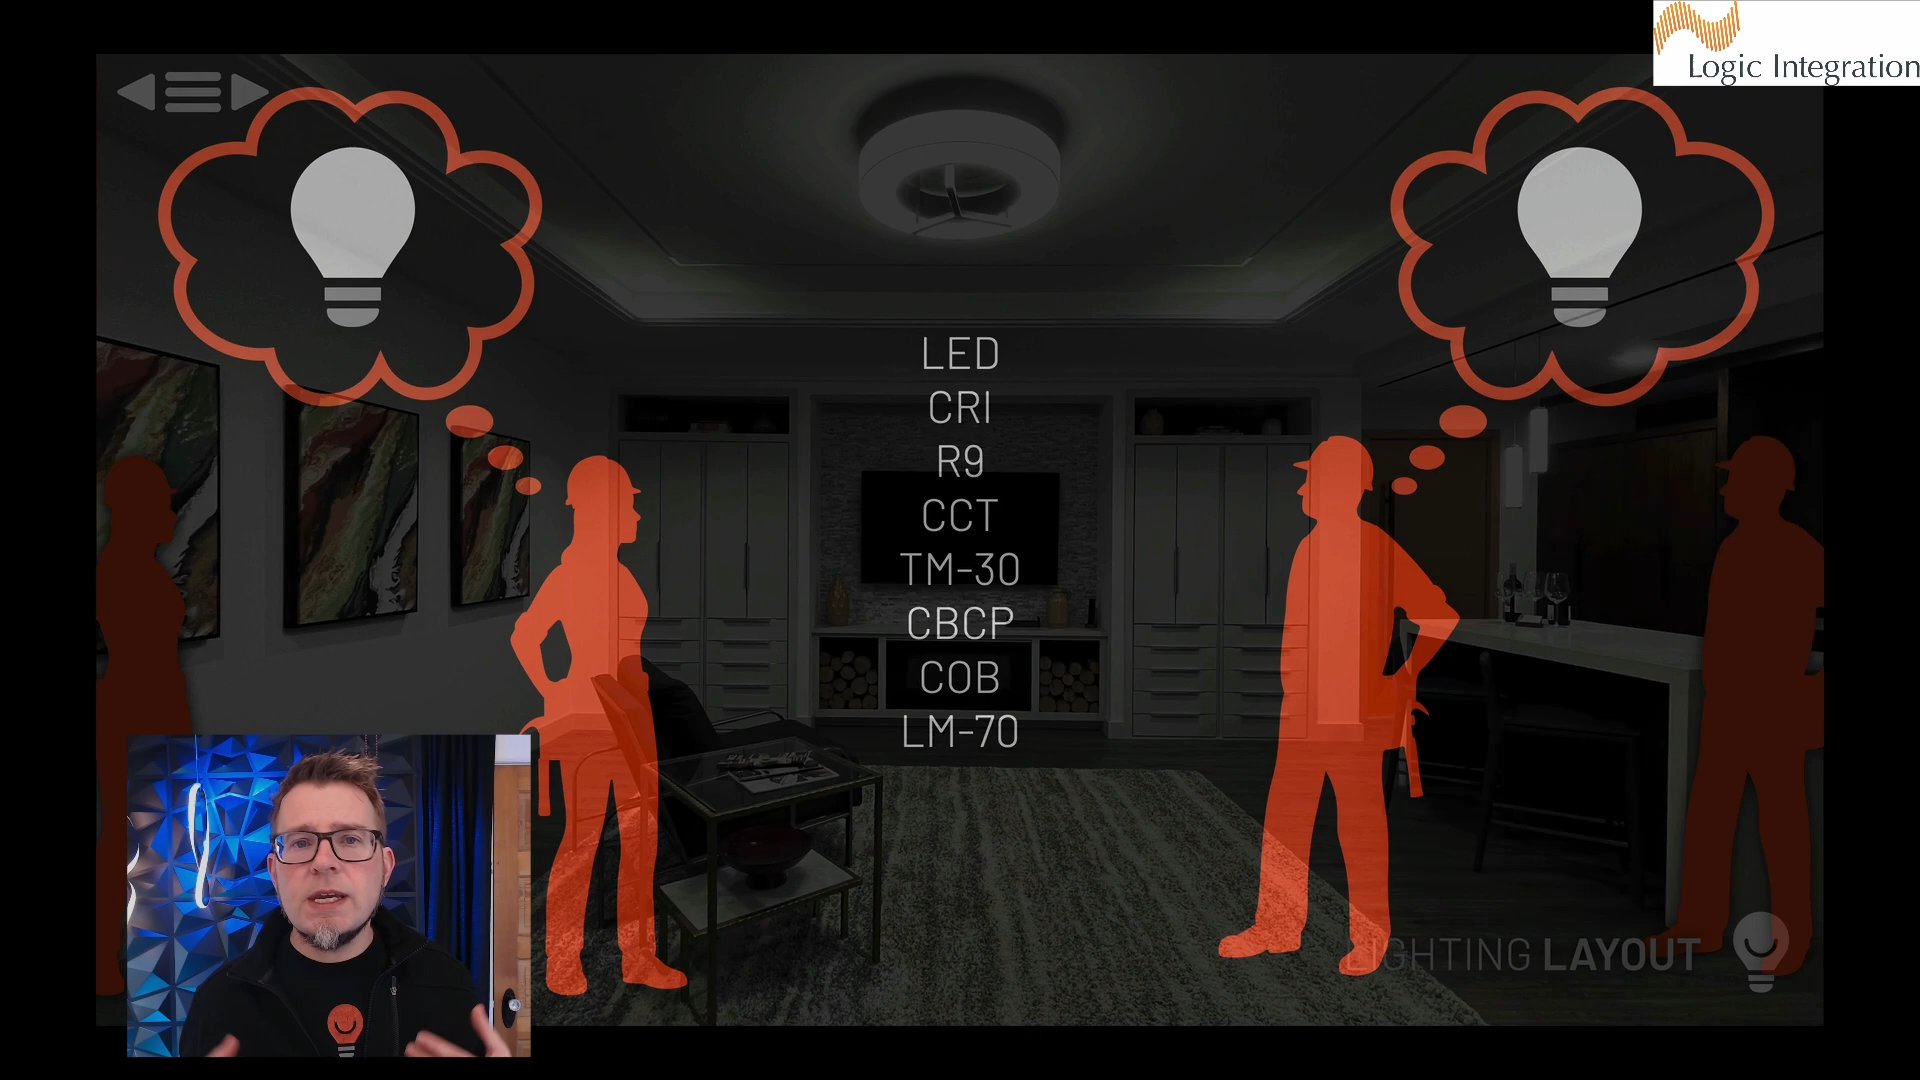 Logic Integration
LED
CRI
R9
CCT
TM-30
CBCP
COB
LM-70
LIGHTING LAYOUT